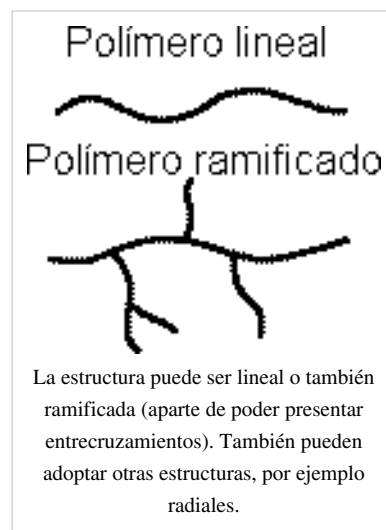 Polímero lineal
Polímero ramificado
La estructura puede ser lineal o también
ramificada (aparte de poder presentar
entrecruzamientos). También pueden
adoptar otras estructuras, por ejemplo
radiales.